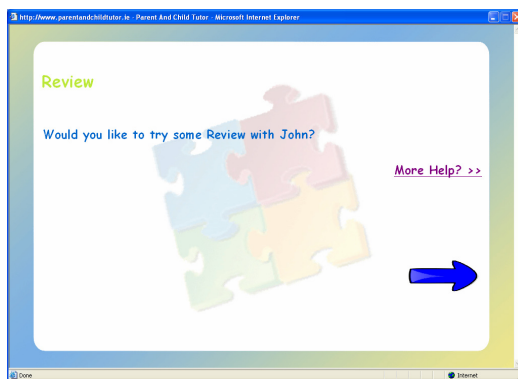 http://www.parentandchildtutor.ie - Parent And Child Tutor - Microsoft Internet Explorer
Review
Would you like to try some Review with John?
More Help? >>
Done
Internet